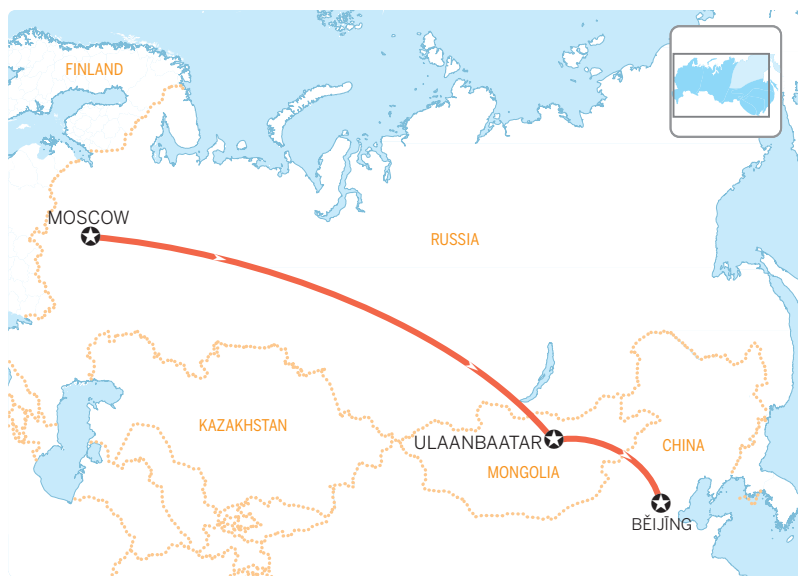 FINLAND
MOSCOW
RUSSIA
KAZAKHSTAN
ULAANBAATAR
CHINA
MONGOLIA
BĚIJĪNG